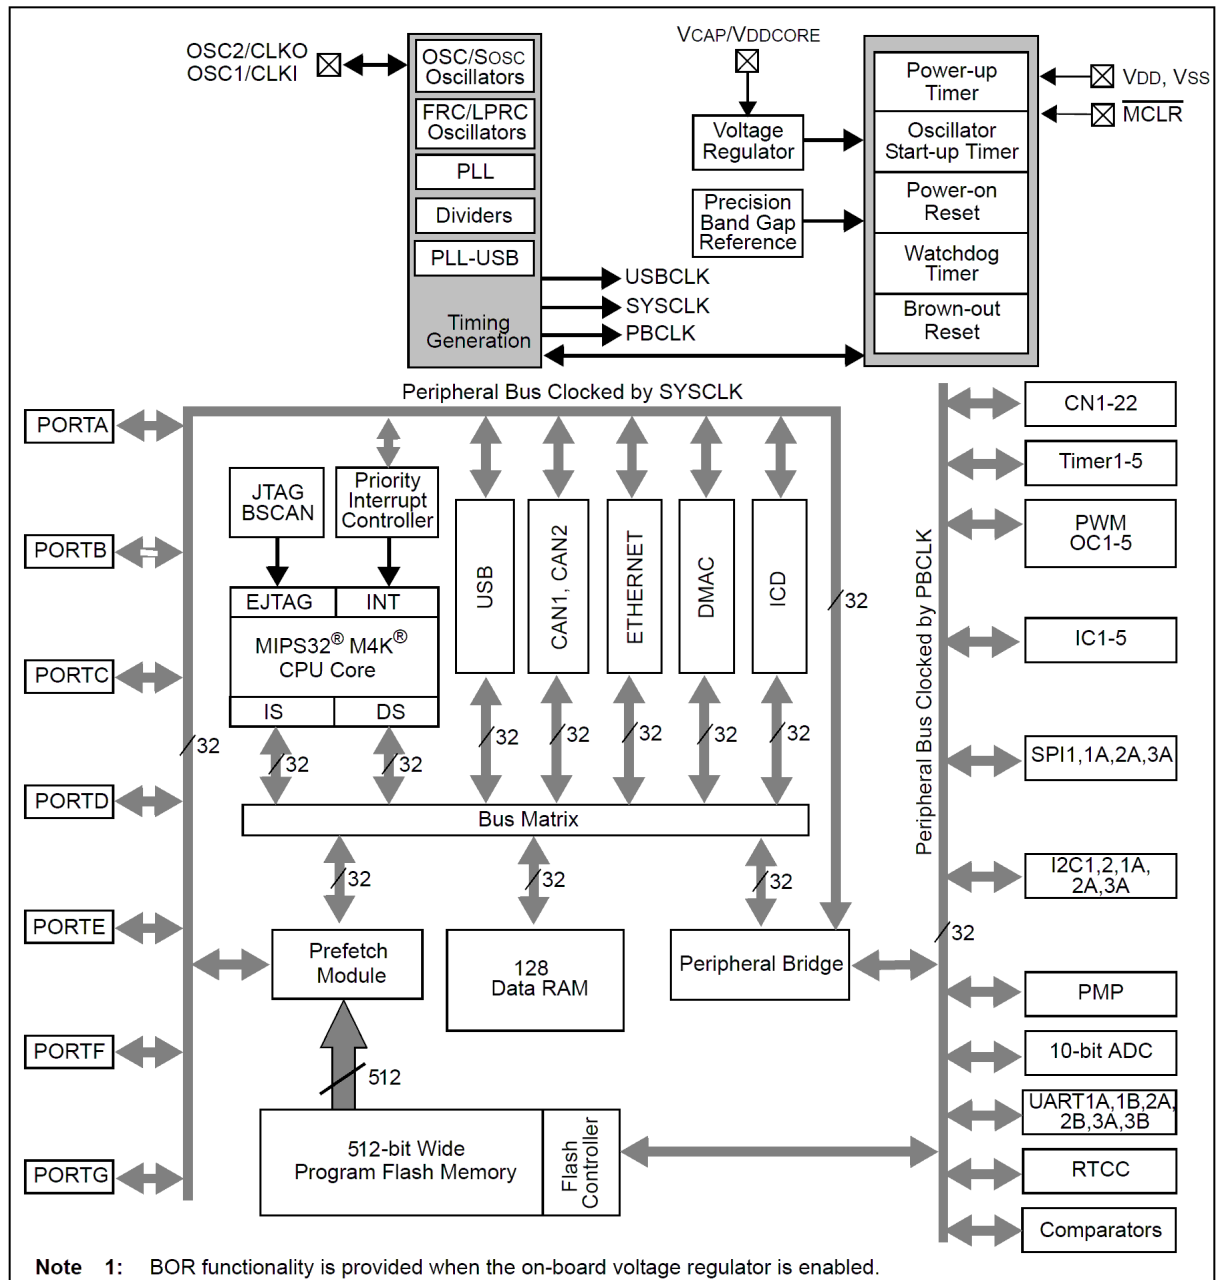 OSC2/CLKO
OSC1/CLKI
OSC/SOSC
Oscillators
FRC/LPRC
Oscillators
PLL
Dividers
PLL-USB
Timing
Generation
USBCLK
SYSCLK
PBCLK
VCAP/VDDCORE
Voltage
Regulator
Precision
Band Gap
Reference
Power-up
Timer
Oscillator
Start-up Timer
Power-on
Reset
Watchdog
Timer
Brown-out
Reset
VDD, VSS
MCLR
Peripheral Bus Clocked by SYSCLK
PORTA
PORTB
PORTC
PORTD
PORTE
PORTF
PORTG
32
JTAG
BSCAN
Priority
Interrupt
Controller
EJTAG
INT
MIPS32® M4K®
CPU Core
IS
DS
32
32
USB
CAN1, CAN2
ETHERNET
DMAC
ICD
32
32
32
32
32
32
Bus Matrix
32
32
32
Prefetch
Module
128
Data RAM
Peripheral Bridge
512
512-bit Wide
Program Flash Memory
Flash
Controller
Peripheral Bus Clocked by PBCLK
32
CN1-22
Timer1-5
PWM
OC1-5
IC1-5
SPI1,1A,2A,3A
I2C1,2,1A,
2A,3A
PMP
10-bit ADC
UART1A,1B,2A,
2B,3A,3B
RTCC
Comparators
Note 1: BOR functionality is provided when the on-board voltage regulator is enabled.